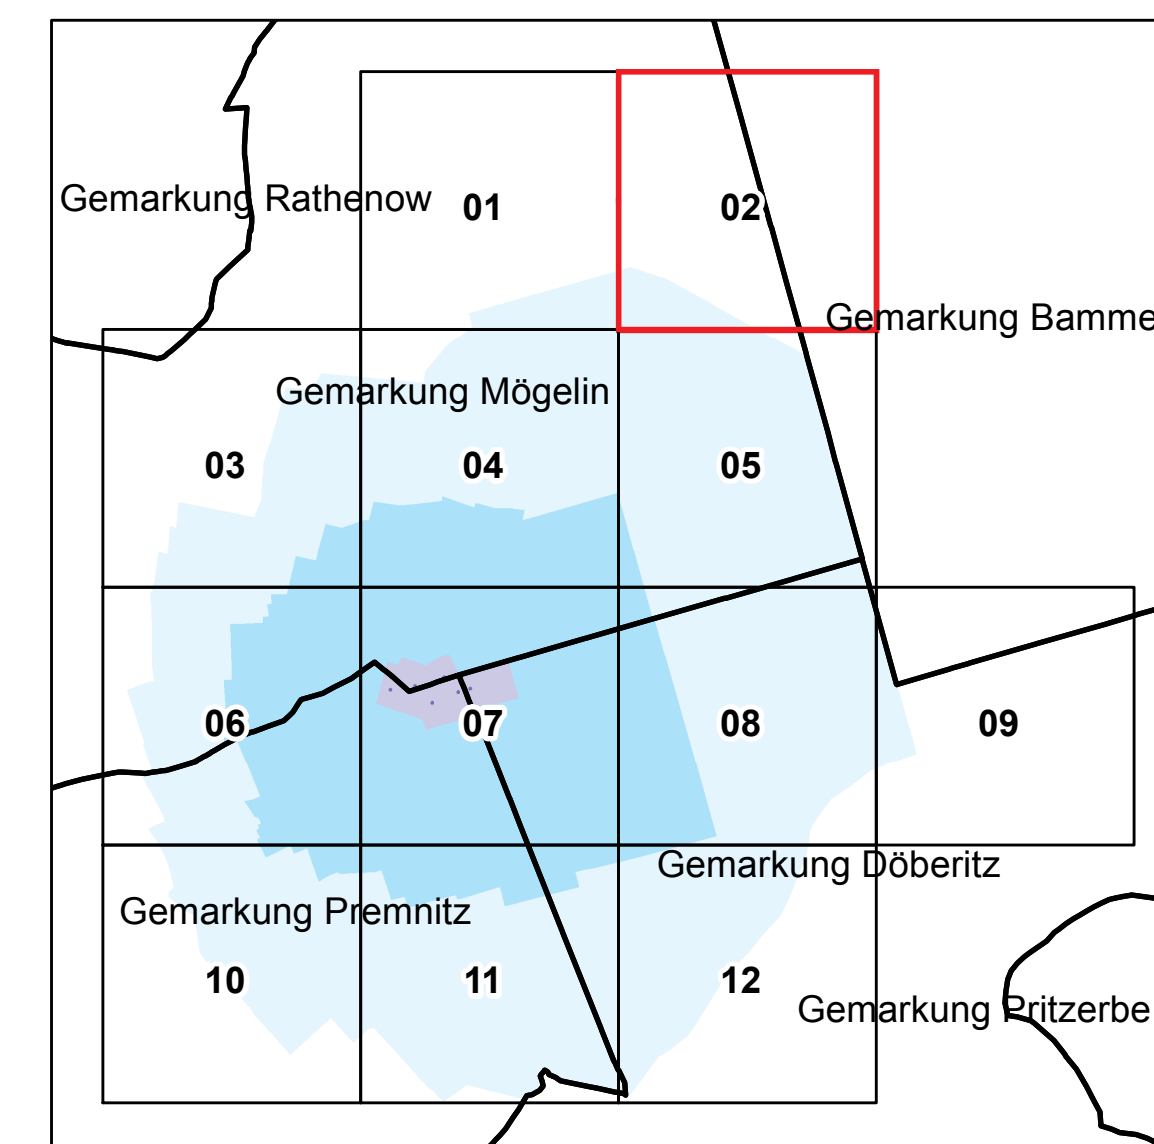 Gemarkung Rathenow
01
02
Gemarkung Bamme
Gemarkung Mögelin
03
04
05
06
07
08
09
Gemarkung Döberitz
Gemarkung Premnitz
10
11
12
Gemarkung Pritzerbe